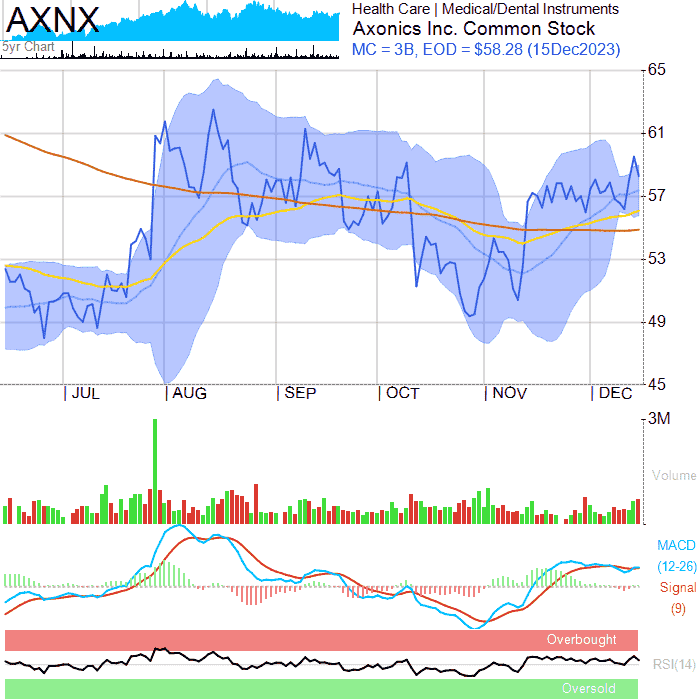 AXNX
5yr Chart
Health Care | Medical/Dental Instruments
Axonics Inc. Common Stock
MC = 3B, EOD = $58.28 (15Dec2023)
65
61
57
53
49
45
JUL
AUG
SEP
OCT
NOV
DEC
3M
Volume
MACD
(12-26)
Signal
(9)
Overbought
RSI(14)
Oversold